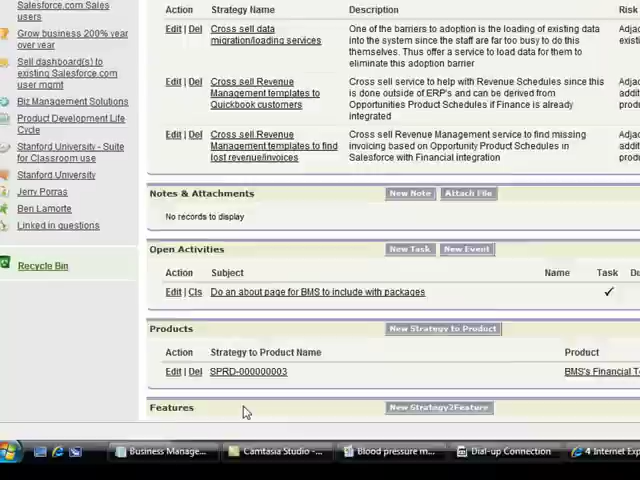 Salesforce.com Sales
users
Grow business 200% year
over year
Sell dashboard(s) to
existing Salesforce.com
user mgmt
Biz Management Solutions
Product Development Life
Cycle
Stanford University - Suite
for Classroom use
Stanford University
Jerry Porras
Ben Lamorte
Linked in questions
Recycle Bin
Action Strategy Name Description Risk
Edit | Del Cross sell data
migration/loading services
One of the barriers to adoption is the loading of existing data
into the system since the staff are far too busy to do this
themselves. Thus offer a service to load data for them to
eliminate this adoption barrier
Edit | Del Cross sell Revenue
Management templates to
Quickbook customers
Cross sell service to help with Revenue Schedules since this
is done outside of ERP's and can be derived from
Opportunities Product Schedules if Finance is already
integrated
Edit | Del Cross sell Revenue
Management templates to find
lost revenue/invoices
Cross sell Revenue Management service to find missing
invoicing based on Opportunity Product Schedules in
Salesforce with Financial integration
Notes & Attachments New Note Attach File
No records to display
Open Activities New Task New Event
Action Subject Name Task
Edit | Cls Do an about page for BMS to include with packages
Products New Strategy to Product
Action Strategy to Product Name Product
Edit | Del SPRD-000000003 BMS's Financial
Features New Strategy2Feature
Business Manage... Camtasia Studio - ... Blood pressure m... Dial-up Connection 4 Internet